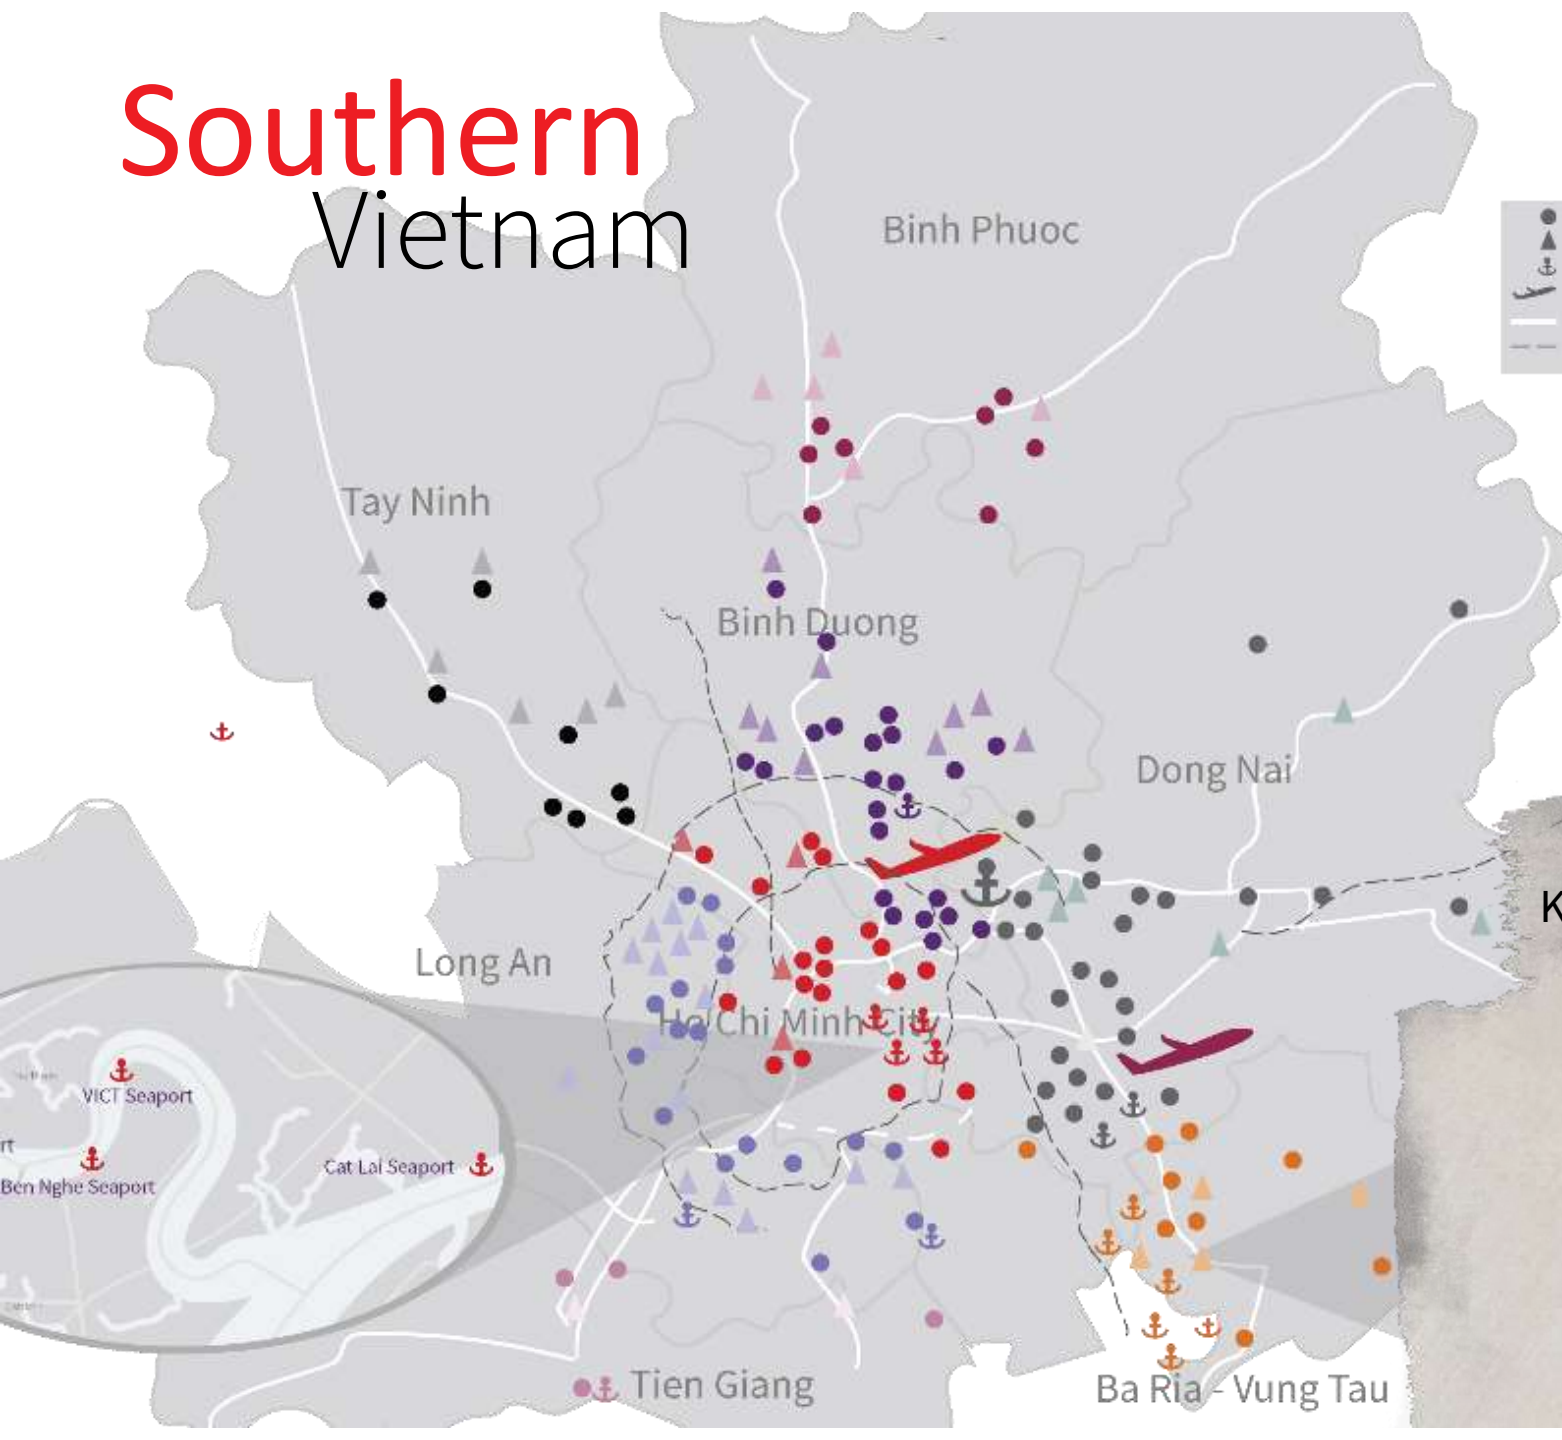 Southern
Vietnam
Binh Phuoc
Tay Ninh
Binh Duong
Dong Nai
K
Long An
Ho Chi Minh City
VICT Seaport
rt
Cat Lai Seaport
Ben Nghe Seaport
Tien Giang
Ba Ria - Vung Tau